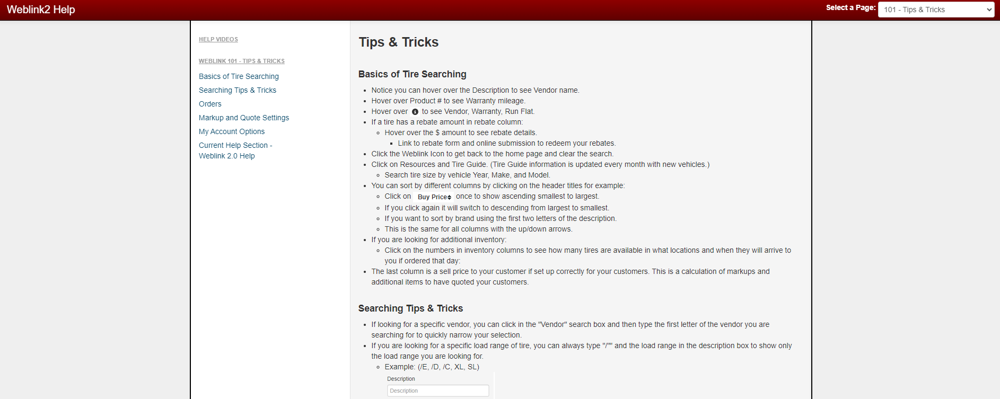 Weblink2 Help
Select a Page:
101 - Tips & Tricks
HELP VIDEOS
WEBLINK 101 - TIPS & TRICKS
Basics of Tire Searching
Searching Tips & Tricks
Orders
Markup and Quote Settings
My Account Options
Current Help Section -
Weblink 2.0 Help
Tips & Tricks
Basics of Tire Searching
Notice you can hover over the Description to see Vendor name.
Hover over Product # to see Warranty mileage.
Hover over to see Vendor, Warranty, Run Flat.
If a tire has a rebate amount in rebate column:
Hover over the $ amount to see rebate details.
Link to rebate form and online submission to redeem your rebates.
Click the Weblink Icon to get back to the home page and clear the search.
Click on Resources and Tire Guide. (Tire Guide information is updated every month with new vehicles.)
Search tire size by vehicle Year, Make, and Model.
You can sort by different columns by clicking on the header titles for example:
Click on Buy Price once to show ascending smallest to largest.
If you click again it will switch to descending from largest to smallest.
If you want to sort by brand using the first two letters of the description.
This is the same for all columns with the up/down arrows.
If you are looking for additional inventory:
Click on the numbers in inventory columns to see how many tires are available in what locations and when they will arrive to
you if ordered that day:
The last column is a sell price to your customer if set up correctly for your customers. This is a calculation of markups and
additional items to have quoted your customers.
Searching Tips & Tricks
If looking for a specific vendor, you can click in the "Vendor" search box and then type the first letter of the vendor you are
searching for to quickly narrow your selection.
If you are looking for a specific load range of tire, you can always type "/"" and the load range in the description box to show only
the load range you are looking for.
Example: (/E, /D, /C, XL, SL)
Description
Description